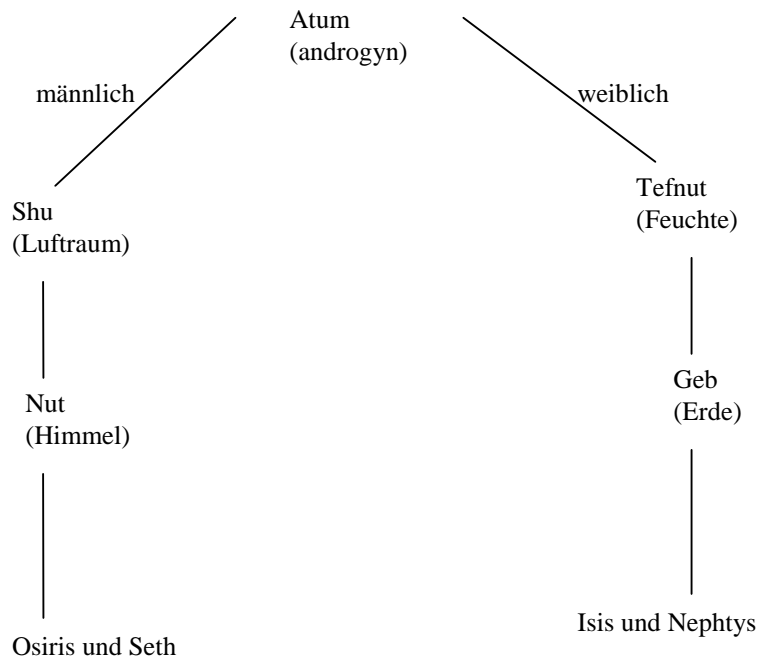 Atum
(androgyn)
männlich
weiblich
Shu
(Luftraum)
Tefnut
(Feuchte)
Nut
(Himmel)
Geb
(Erde)
Osiris und Seth
Isis und Nephtys